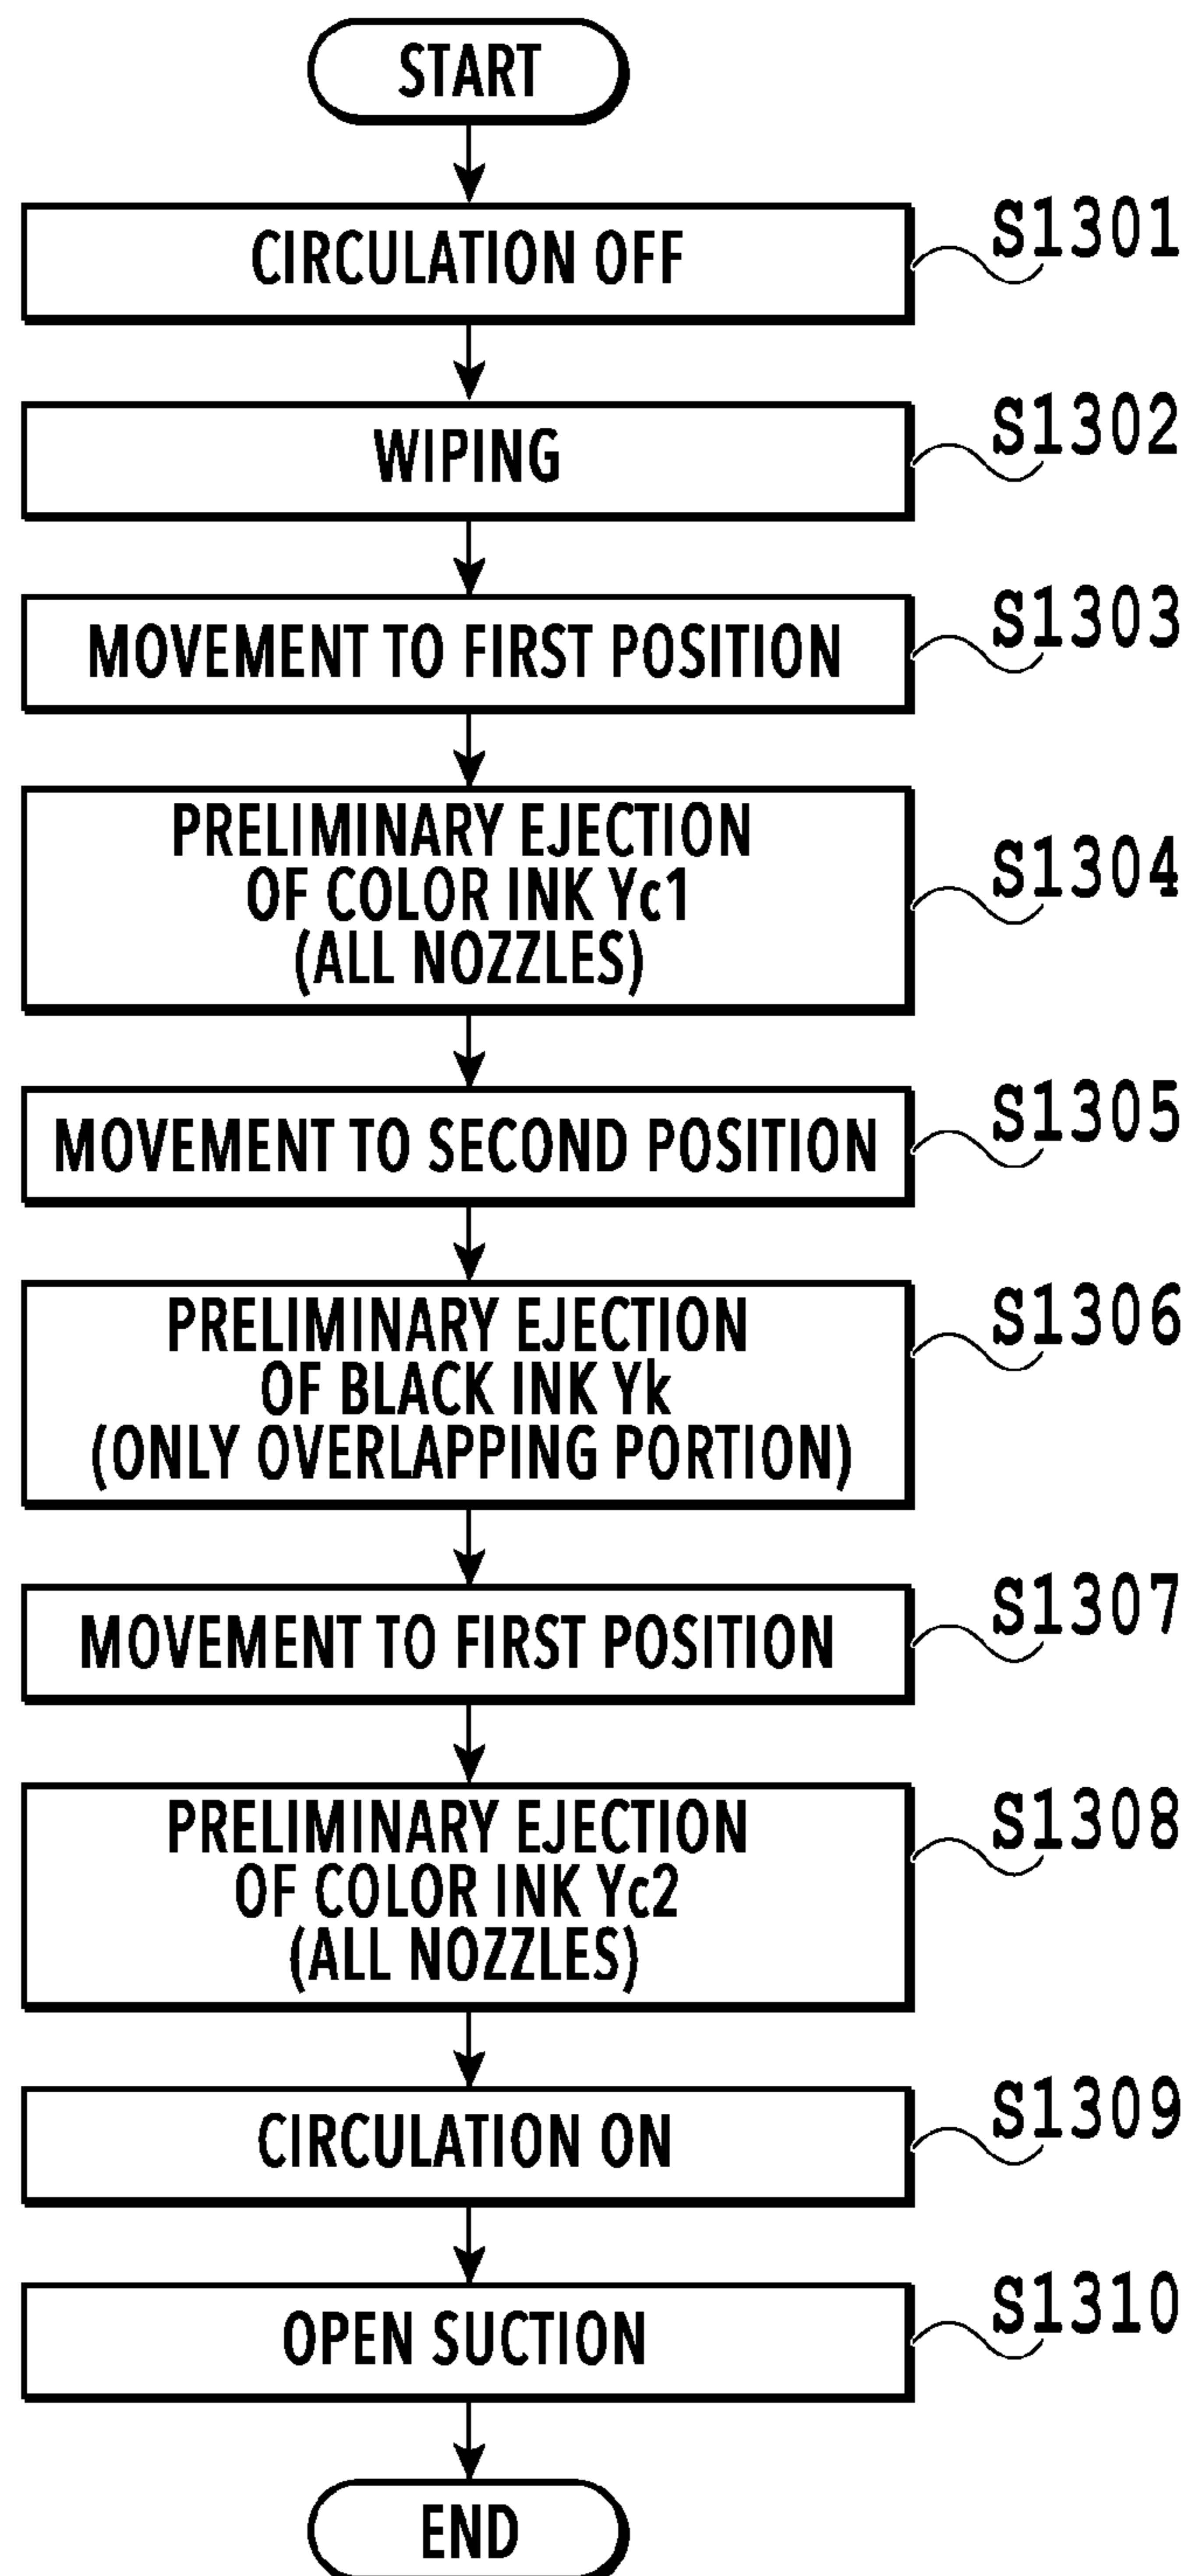 START
CIRCULATION OFF
S1301
WIPING
S1302
MOVEMENT TO FIRST POSITION
S1303
PRELIMINARY EJECTION
OF COLOR INK Yc1
(ALL NOZZLES)
S1304
MOVEMENT TO SECOND POSITION
S1305
PRELIMINARY EJECTION
OF BLACK INK Yk
(ONLY OVERLAPPING PORTION)
S1306
MOVEMENT TO FIRST POSITION
S1307
PRELIMINARY EJECTION
OF COLOR INK Yc2
(ALL NOZZLES)
S1308
CIRCULATION ON
S1309
OPEN SUCTION
S1310
END